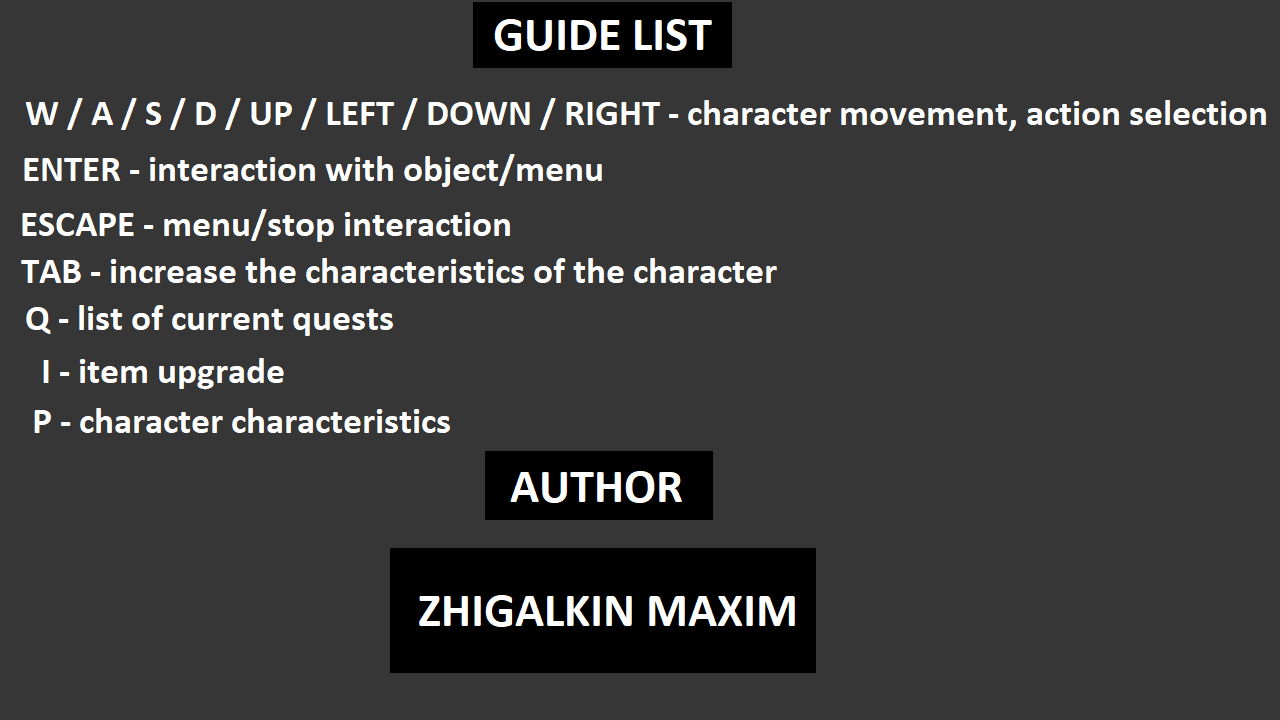 GUIDE LIST
W / A / S / D / UP / LEFT / DOWN / RIGHT - character movement, action selection
ENTER - interaction with object/menu
ESCAPE - menu/stop interaction
TAB - increase the characteristics of the character
Q - list of current quests
I - item upgrade
P - character characteristics
AUTHOR
ZHIGALKIN MAXIM